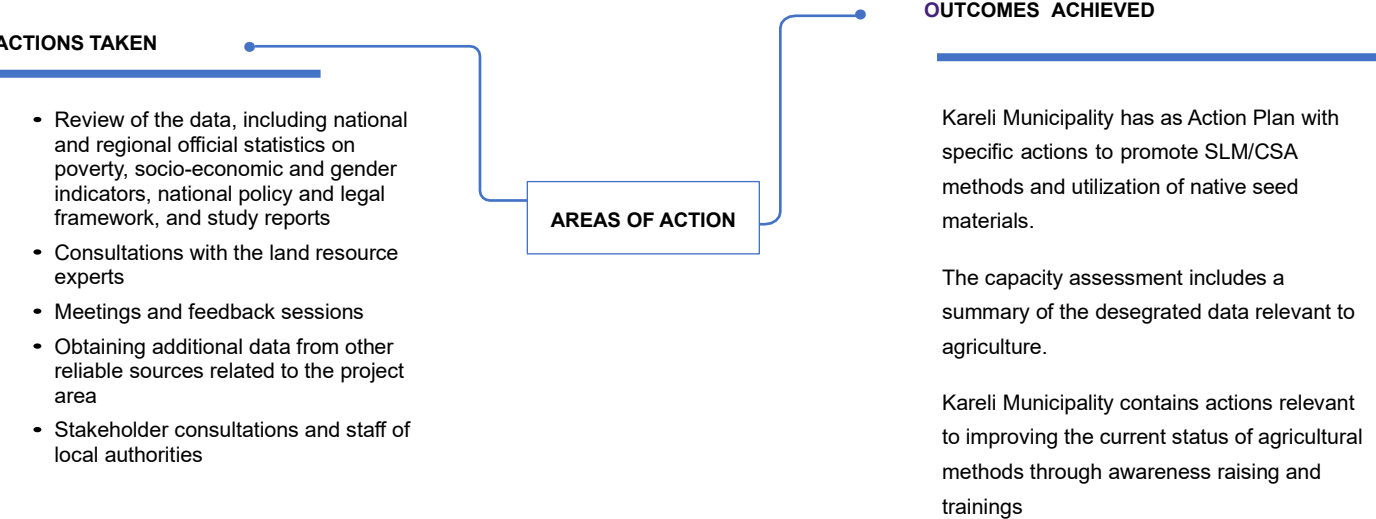 ACTIONS TAKEN
• Review of the data, including national
and regional official statistics on
poverty, socio-economic and gender
indicators, national policy and legal
framework, and study reports
• Consultations with the land resource
experts
• Meetings and feedback sessions
• Obtaining additional data from other
reliable sources related to the project
area
• Stakeholder consultations and staff of
local authorities
AREAS OF ACTION
OUTCOMES ACHIEVED
Kareli Municipality has as Action Plan with
specific actions to promote SLM/CSA
methods and utilization of native seed
materials.
The capacity assessment includes a
summary of the desegrated data relevant to
agriculture.
Kareli Municipality contains actions relevant
to improving the current status of agricultural
methods through awareness raising and
trainings